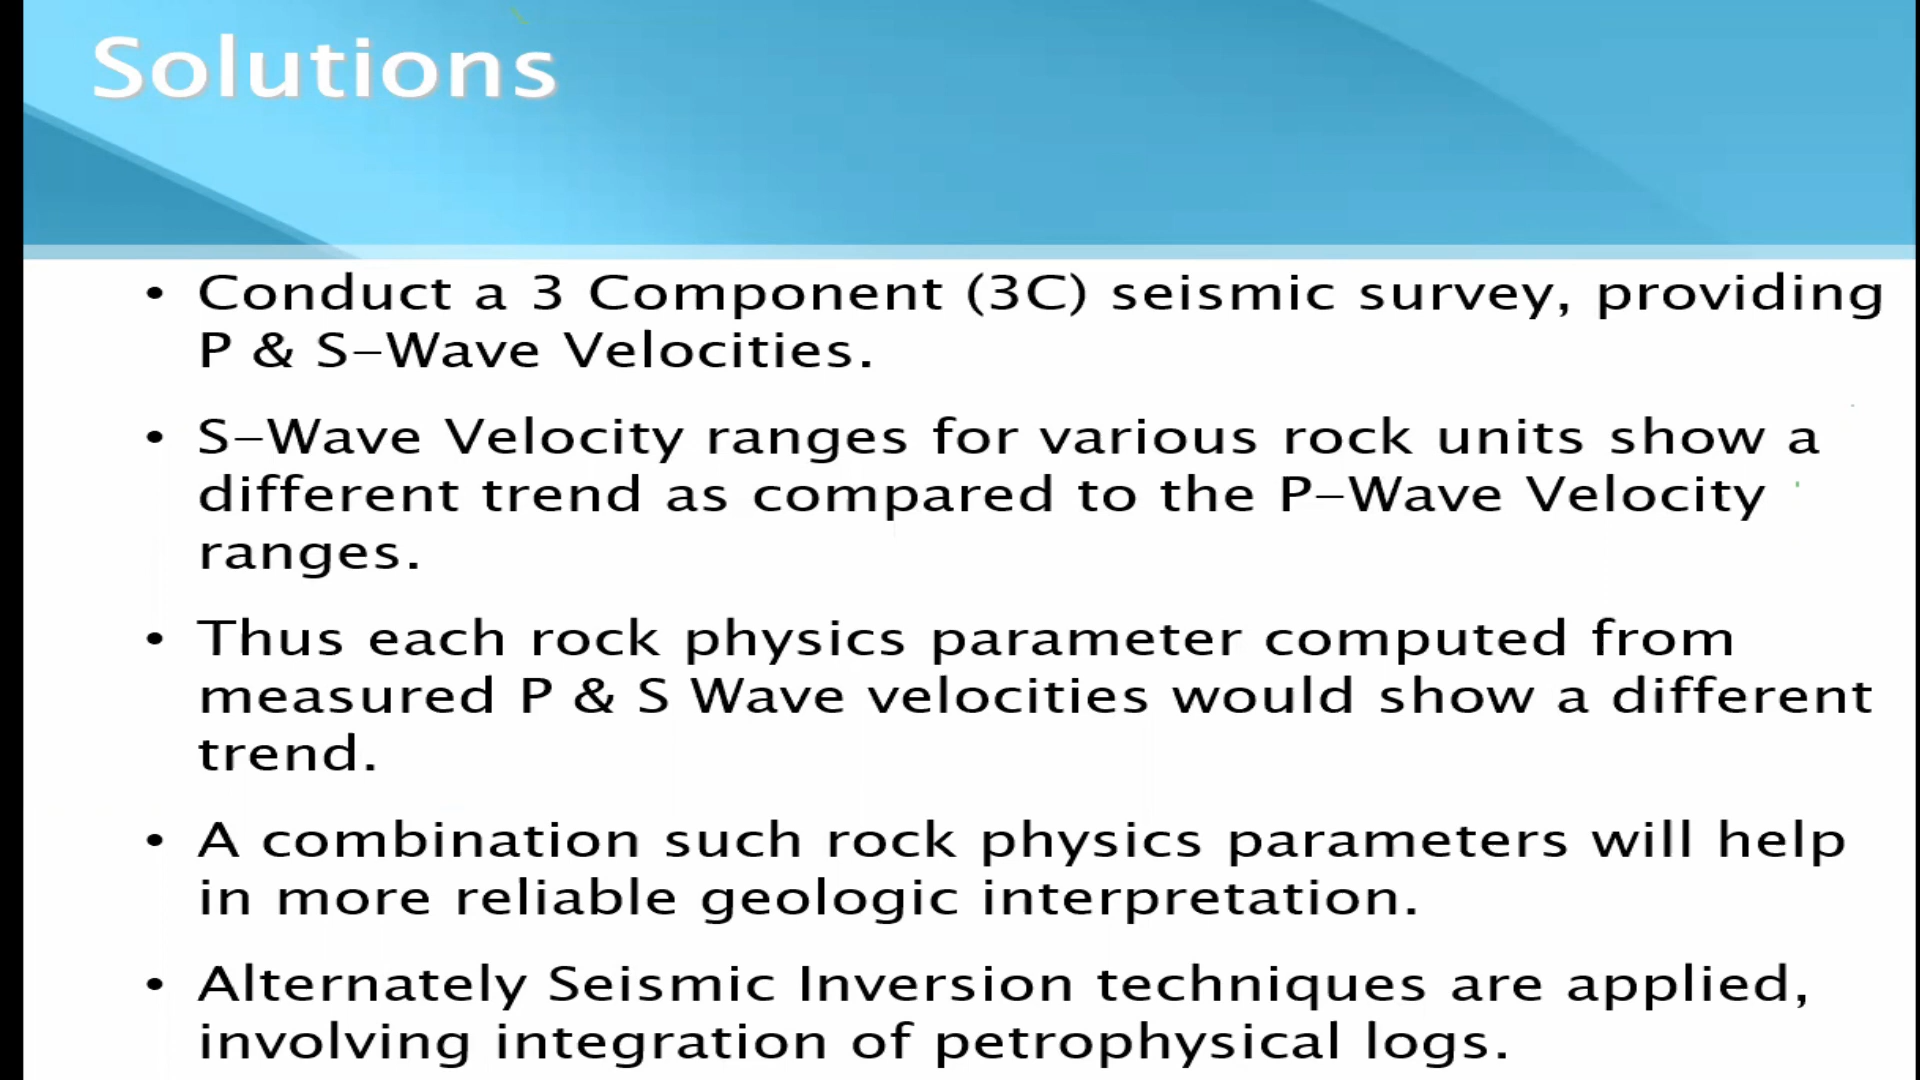 Solutions
• Conduct a 3 Component (3C) seismic survey, providing
P & S–Wave Velocities.
• S–Wave Velocity ranges for various rock units show a
different trend as compared to the P–Wave Velocity
ranges.
• Thus each rock physics parameter computed from
measured P & S Wave velocities would show a different
trend.
• A combination such rock physics parameters will help
in more reliable geologic interpretation.
• Alternately Seismic Inversion techniques are applied,
involving integration of petrophysical logs.